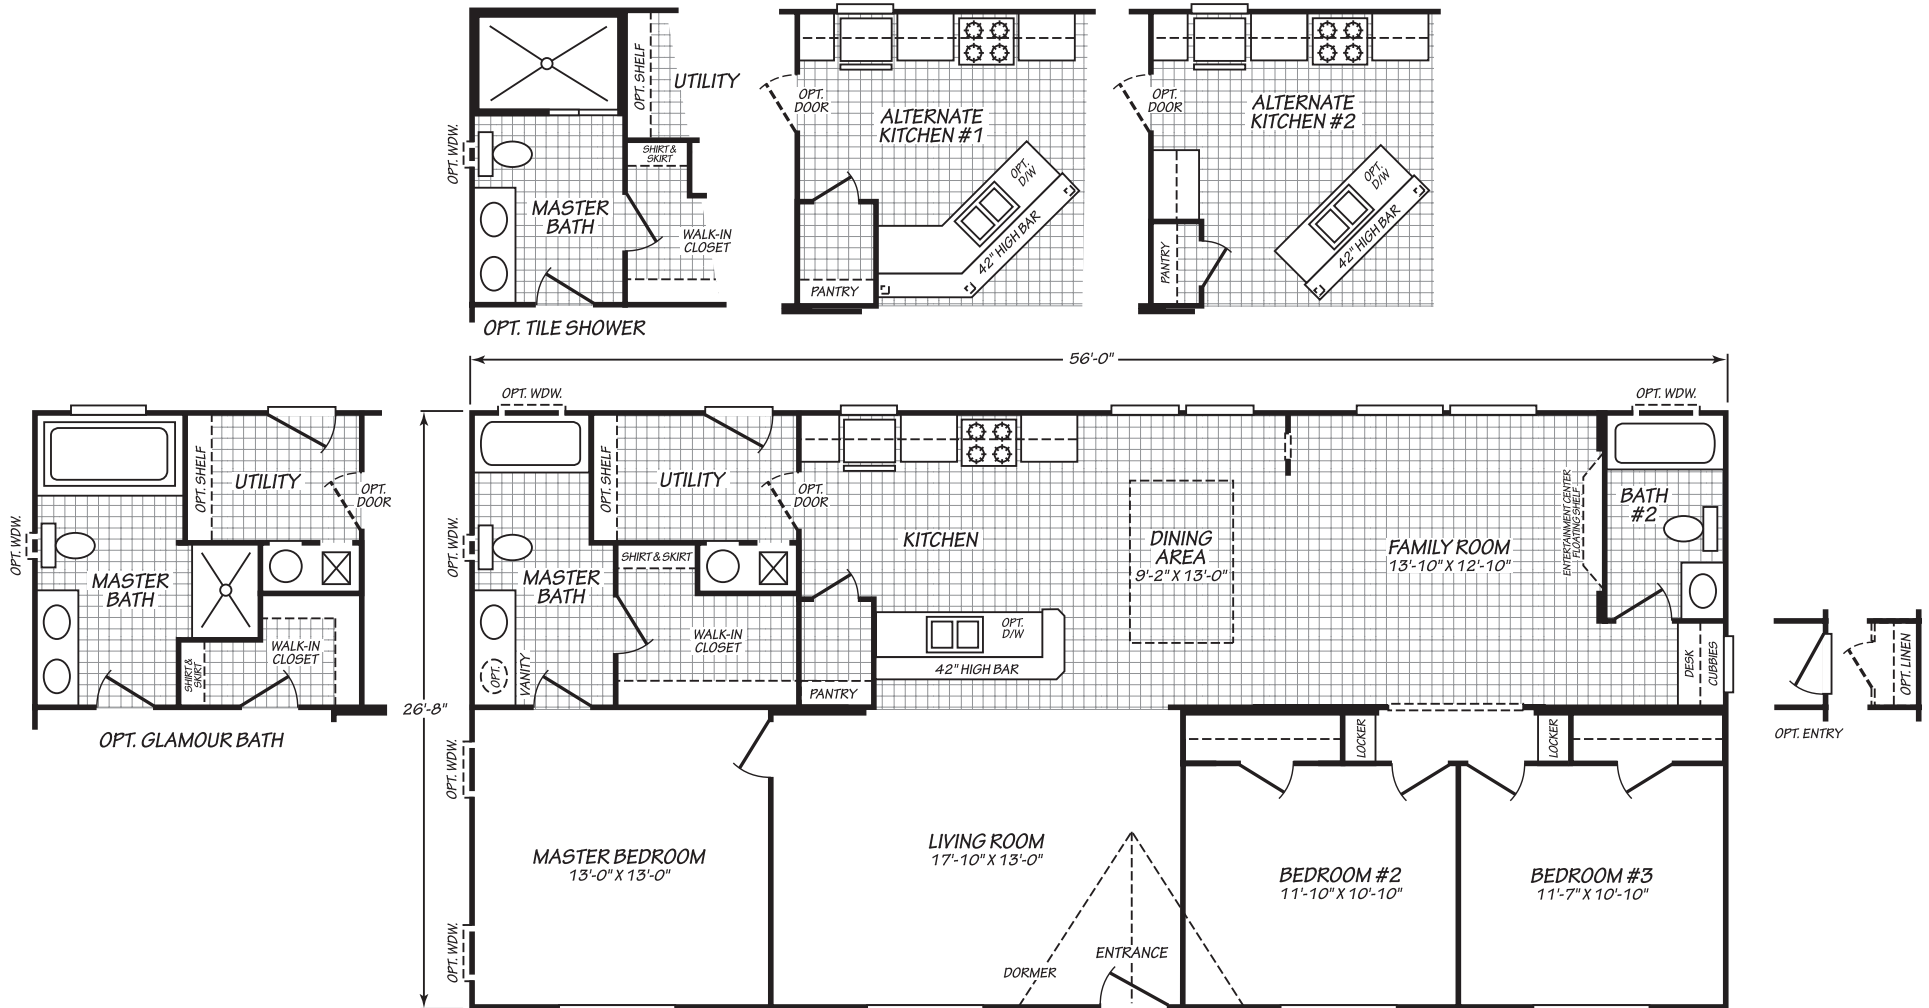 OPT. SHELF
UTILITY
OPT. WDW.
SHIRT &
SKIRT
MASTER
BATH
WALK-IN
CLOSET
OPT. TILE SHOWER
OPT.
DOOR
ALTERNATE
KITCHEN #1
OPT.
D/W
42" HIGH BAR
PANTRY
OPT.
DOOR
ALTERNATE
KITCHEN #2
OPT.
D/W
42" HIGH BAR
PANTRY
56'-0"
OPT. WDW.
OPT. SHELF
UTILITY
OPT.
DOOR
MASTER
BATH
SHIRT &
SKIRT
WALK-IN
CLOSET
OPT. GLAMOUR BATH
26'-8"
OPT. WDW.
OPT. WDW.
OPT. SHELF
UTILITY
OPT.
DOOR
SHIRT & SKIRT
MASTER
BATH
OPT.
VANITY
WALK-IN
CLOSET
PANTRY
KITCHEN
OPT.
D/W
42" HIGH BAR
DINING
AREA
9'-2" X 13'-0"
FAMILY ROOM
13'-10" X 12'-10"
ENTERTAINMENT CENTER
FLOATING SHELF
OPT. WDW.
BATH
#2
DESK
CUBBIES
OPT. LINEN
OPT. ENTRY
OPT. WDW.
OPT. WDW.
MASTER BEDROOM
13'-0" X 13'-0"
LIVING ROOM
17'-10" X 13'-0"
DORMER
ENTRANCE
LOCKER
LOCKER
BEDROOM #2
11'-10" X 10'-10"
BEDROOM #3
11'-7" X 10'-10"